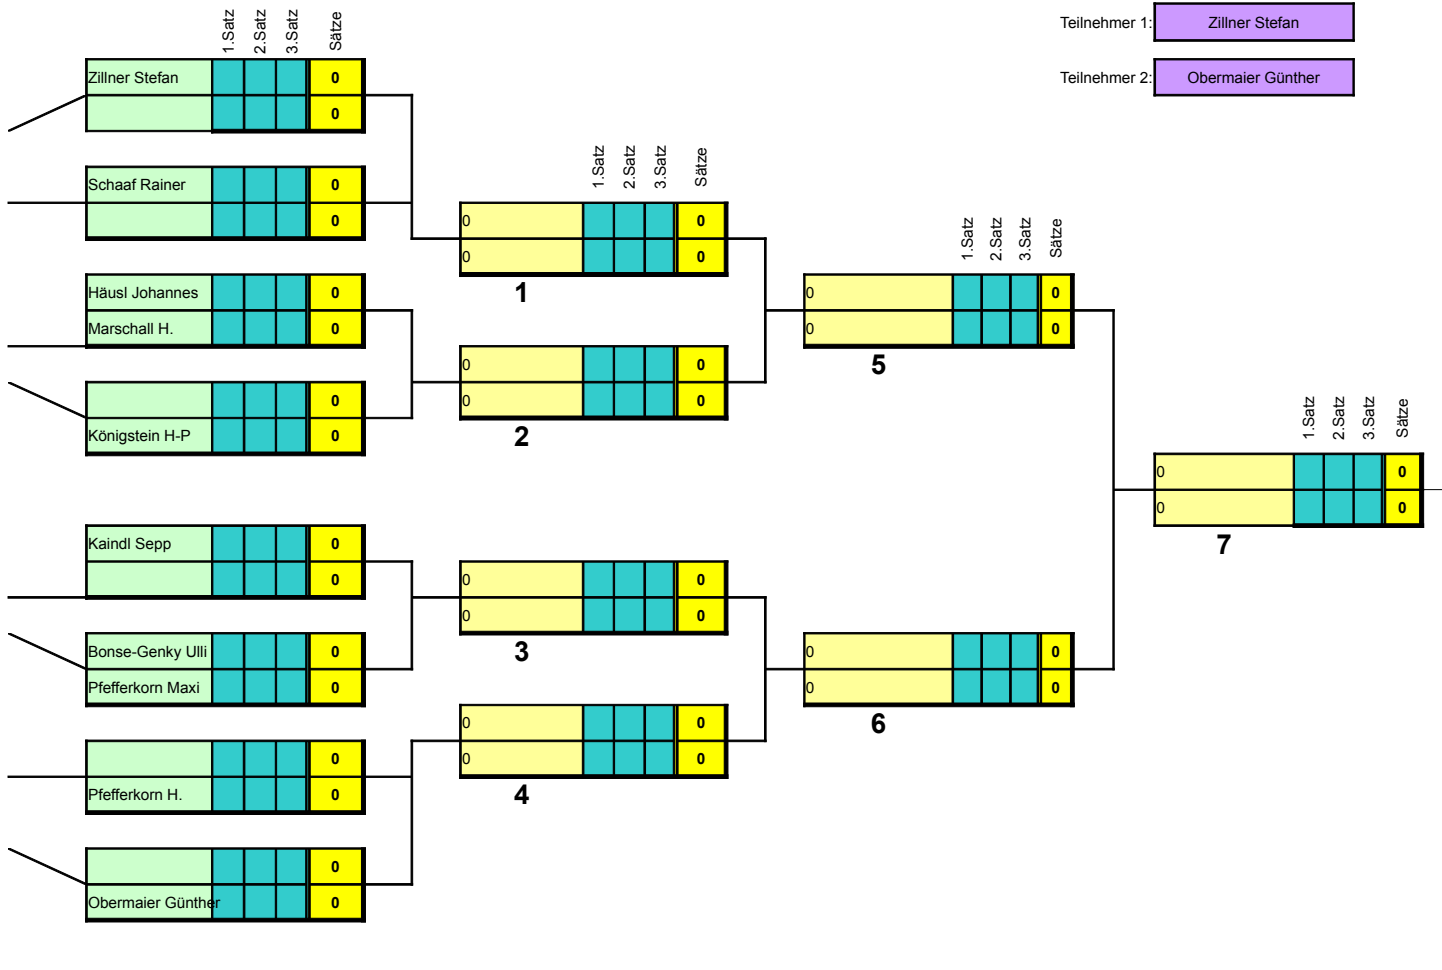 Teilnehmer 1: Zillner Stefan
Teilnehmer 2: Obermaier Günther
1.Satz 2.Satz 3.Satz Sätze
Zillner Stefan 0
0
Schaaf Rainer 0
0
Häusl Johannes 0
Marschall H. 0
0
Königstein H-P 0
Kaindl Sepp 0
0
Bonse-Genky Ulli 0
Pfefferkorn Maxi 0
0
Pfefferkorn H. 0
0
Obermaier Günther 0
1.Satz 2.Satz 3.Satz Sätze
0 0
0 0
1
0 0
0 0
2
0 0
0 0
3
0 0
0 0
4
1.Satz 2.Satz 3.Satz Sätze
0 0
0 0
5
0 0
0 0
6
1.Satz 2.Satz 3.Satz Sätze
0 0
0 0
7